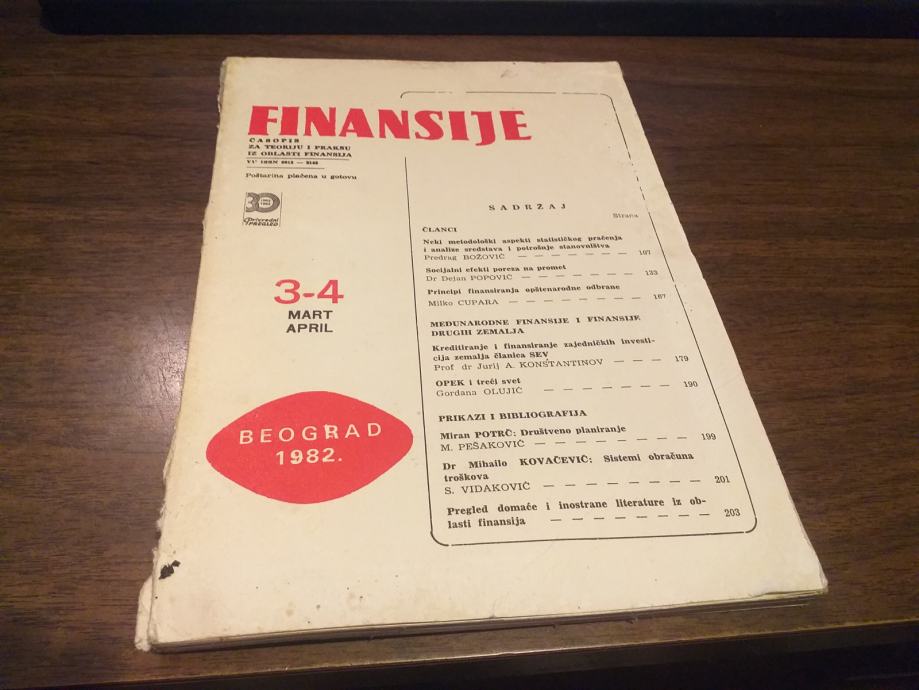 FINANSIJE
ČASOPIS
ZA TEORIJU I PRAKSU
IZ OBLASTI FINANSIJA
Poštarina plaćena u gotovu
30
Privredni
PREGLED
3-4
MART
APRIL
BEOGRAD
1982.
SADRŽAJ
Strana
ČLANCI
Neki metodološki aspekti statističkog praćenja
i analize sredstava i potrošnje stanovništva
Predrag BOŽOVIĆ — — — — — — — 107
Socijalni efekti poreza na promet
Dr Dejan POPOVIĆ — — — — — — — 133
Principi finansiranja opštenarodne odbrane
Milko CUPARA — — — — — — — — 167
MEĐUNARODNE FINANSIJE I FINANSIJE
DRUGIH ZEMALJA
Kreditiranje i finansiranje zajedničkih investi-
cija zemalja članica SEV
Prof dr Jurij A. KONSTANTINOV — — — 179
OPEK i treći svet
Gordana OLUJIĆ — — — — — — — 190
PRIKAZI I BIBLIOGRAFIJA
Miran POTRČ: Društveno planiranje
M. PEŠAKOVIĆ — — — — — — — — 199
Dr Mihailo KOVAČEVIĆ: Sistemi obračuna
troškova
S. VIDAKOVIĆ — — — — — — — — 201
Pregled domaće i inostrane literature iz ob-
lasti finansija — — — — — — — 203